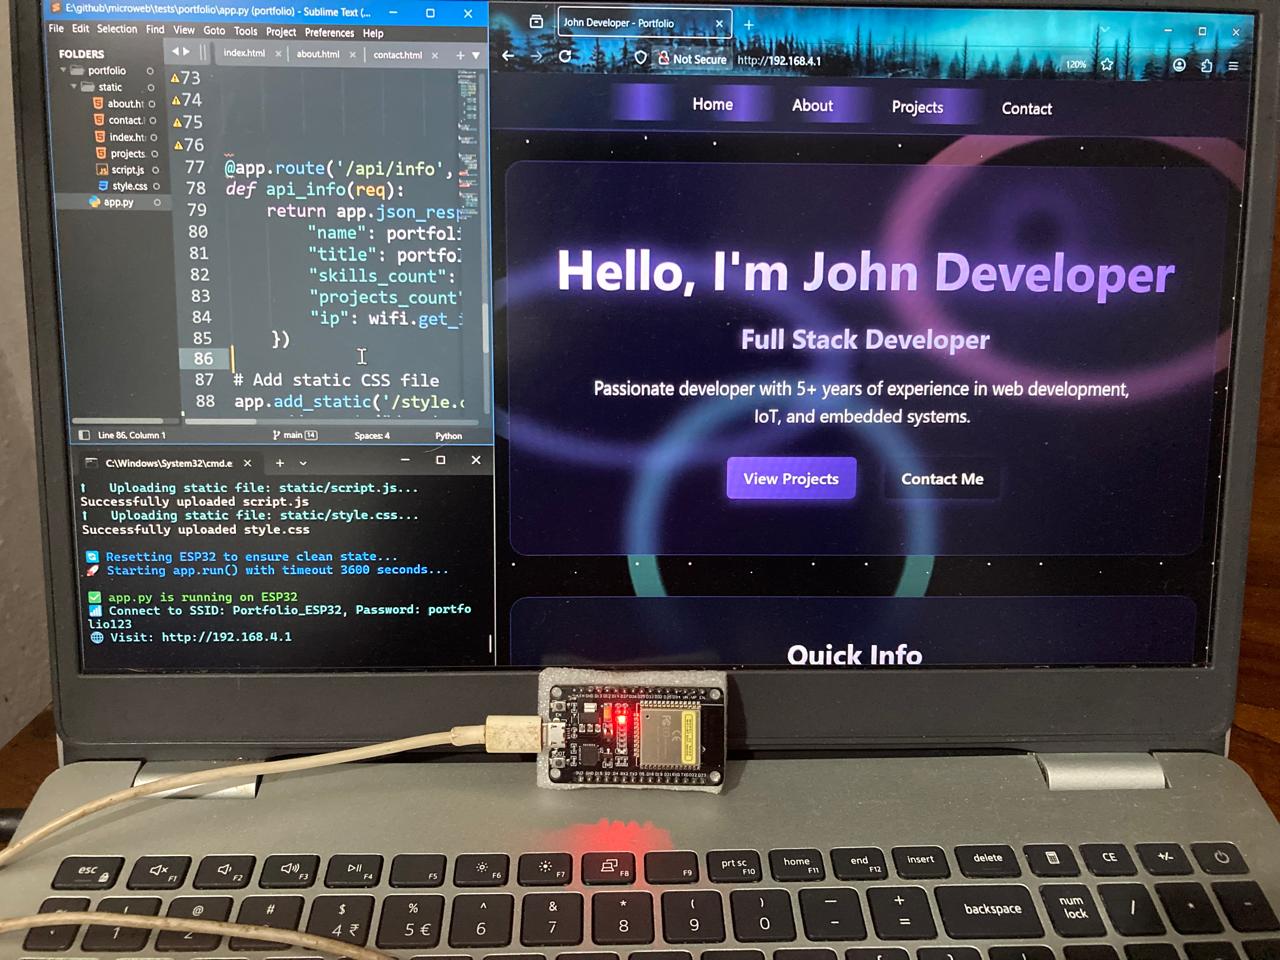 E:\github\microweb\tests\portfolio\app.py (portfolio) - Sublime Text (...
File Edit Selection Find View Goto Tools Project Preferences Help
FOLDERS
portfolio
static
about.ht
contact.
index.ht
projects
script.js
style.css
app.py
index.html
about.html
contact.html
73
74
75
76
77 @app.route('/api/info',
78 def api_info(req):
79 return app.json_resp
80 "name": portfol
81 "title": portfo
82 "skills_count":
83 "projects_count"
84 "ip": wifi.get_
85 })
86
87 # Add static CSS file
88 app.add_static('/style.c
Line 86, Column 1
main 14
Spaces: 4
Python
C:\Windows\System32\cmd.e
Uploading static file: static/script.js...
Successfully uploaded script.js
Uploading static file: static/style.css...
Successfully uploaded style.css
Resetting ESP32 to ensure clean state...
Starting app.run() with timeout 3600 seconds...
app.py is running on ESP32
Connect to SSID: Portfolio_ESP32, Password: portfo
lio123
Visit: http://192.168.4.1
John Developer - Portfolio
Not Secure
http://192.168.4.1
120%
Home About Projects Contact
Hello, I'm John Developer
Full Stack Developer
Passionate developer with 5+ years of experience in web development,
IoT, and embedded systems.
View Projects
Contact Me
Quick Info
esc F1 F2 F3 F4 F5 F6 F7 F8 F9 prt sc F10 home F11 end F12 insert delete CE +/-
! 1 @ 2 # 3 $ 4 ₹ % 5 € ^ 6 & 7 * 8 ( 9 ) 0 — - + = backspace num lock / * -